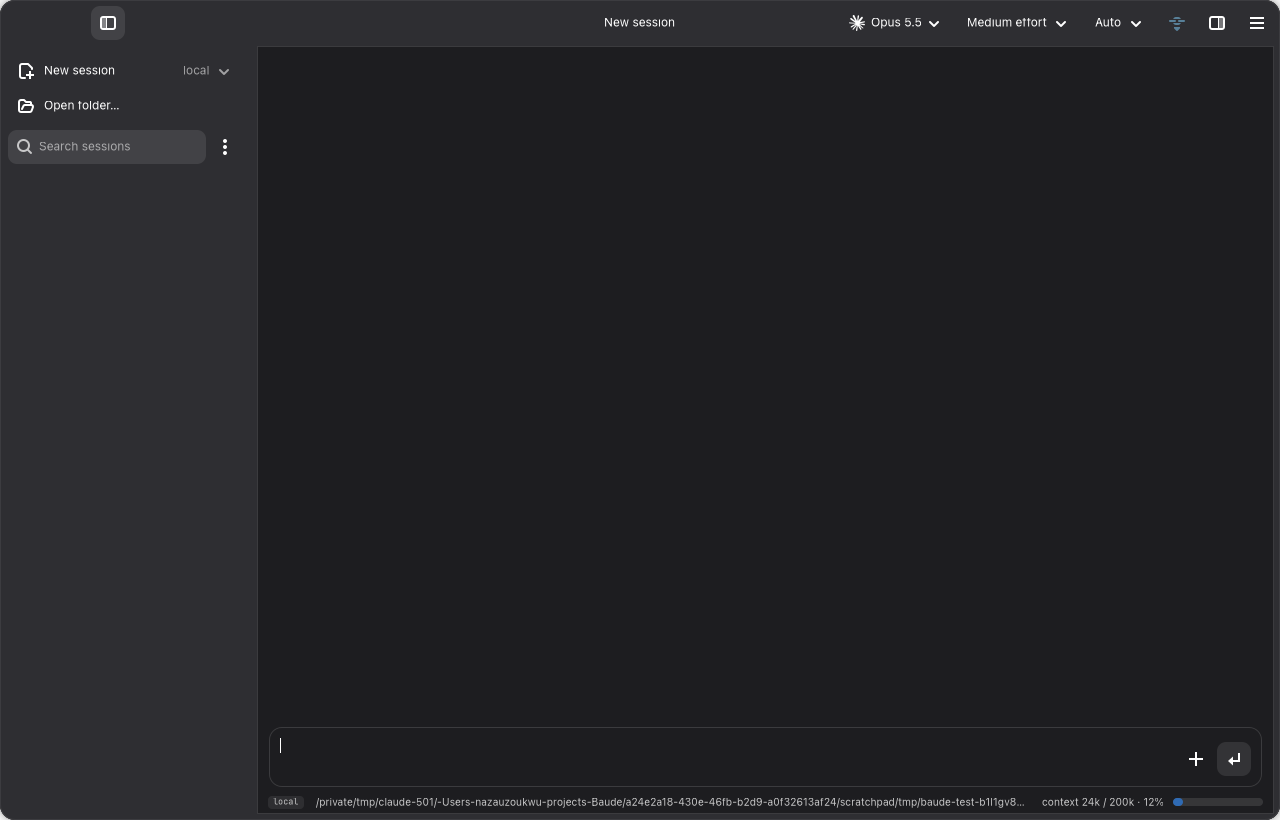 New session
Opus 5.5
Medium effort
Auto
New session
local
Open folder...
Search sessions
local
/private/tmp/claude-501/-Users-nazauzoukwu-projects-Baude/a24e2a18-430e-46fb-b2d9-a0f32613af24/scratchpad/tmp/baude-test-b1l1gv8...
context 24k / 200k · 12%